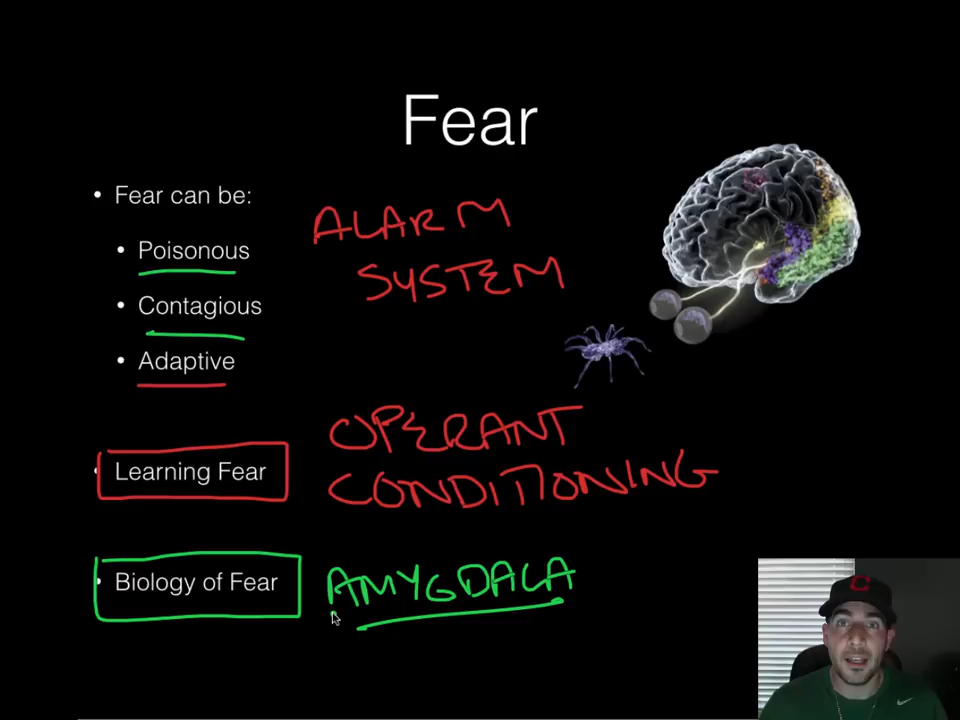 Fear
• Fear can be:
• Poisonous
• Contagious
• Adaptive
ALARM
SYSTEM
• Learning Fear
OPERANT
CONDITIONING
• Biology of Fear
AMYGDALA
C